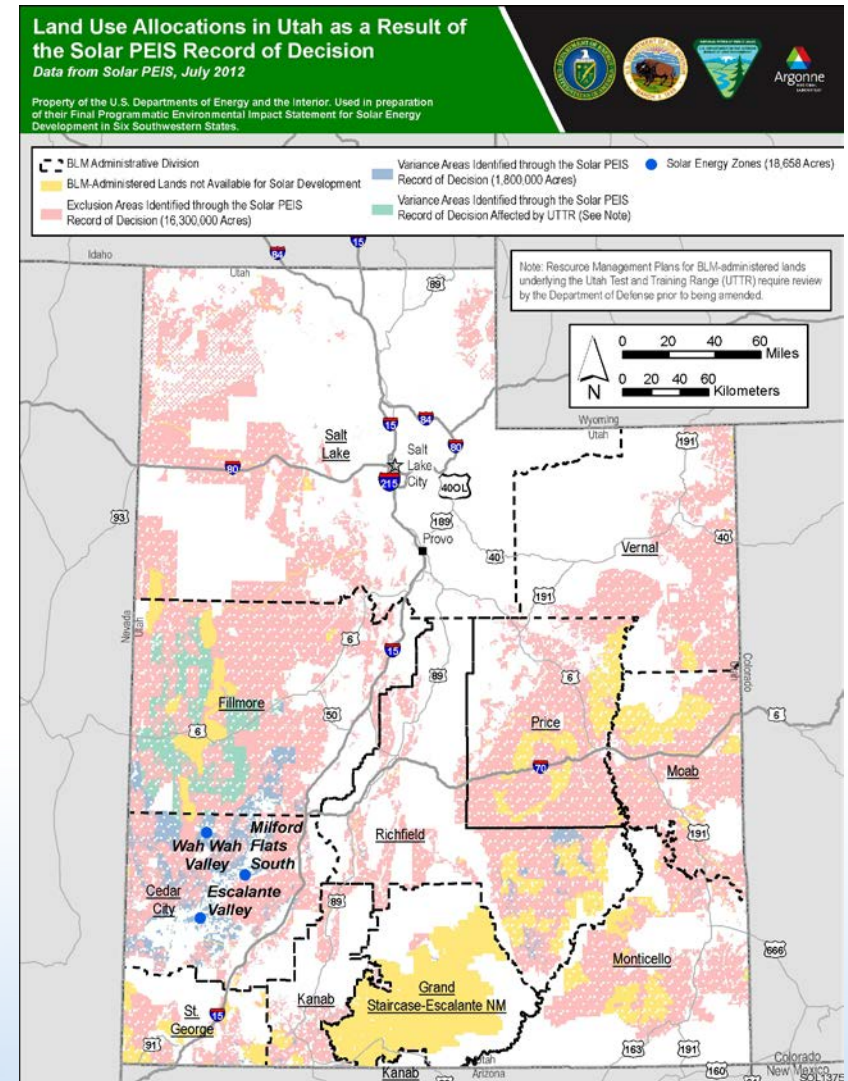 Land Use Allocations in Utah as a Result of
the Solar PEIS Record of Decision
Data from Solar PEIS, July 2012
Property of the U.S. Departments of Energy and the Interior. Used in preparation
of their Final Programmatic Environmental Impact Statement for Solar Energy
Development in Six Southwestern States.
Argonne
BLM Administrative Division
BLM-Administered Lands not Available for Solar Development
Exclusion Areas Identified through the Solar PEIS
Record of Decision (16,300,000 Acres)
Variance Areas Identified through the Solar PEIS
Record of Decision (1,800,000 Acres)
Variance Areas Identified through the Solar PEIS
Record of Decision Affected by UTTR (See Note)
Solar Energy Zones (18,658 Acres)
Note: Resource Management Plans for BLM-administered lands
underlying the Utah Test and Training Range (UTTR) require review
by the Department of Defense prior to being amended.
0 20 40 60
Miles
0 20 40 60
Kilometers
N
Idaho
Utah
15
84
89
Wyoming
Utah
191
15
84
80
Salt
Lake
Salt
Lake
City
80
215
40OL
93
189
Provo
40
Vernal
40
191
Nevada
Utah
6
15
89
6
Colorado
Utah
Fillmore
50
6
Price
6
70
Moab
191
Wah Wah
Valley
Milford
Flats
South
Richfield
Cedar
City
Escalante
Valley
89
Monticello
666
Grand
Staircase-Escalante NM
Kanab
St.
George
15
91
163
191
Utah
Arizona
Kanab
160
Colorado
New Mexico
SOL1375